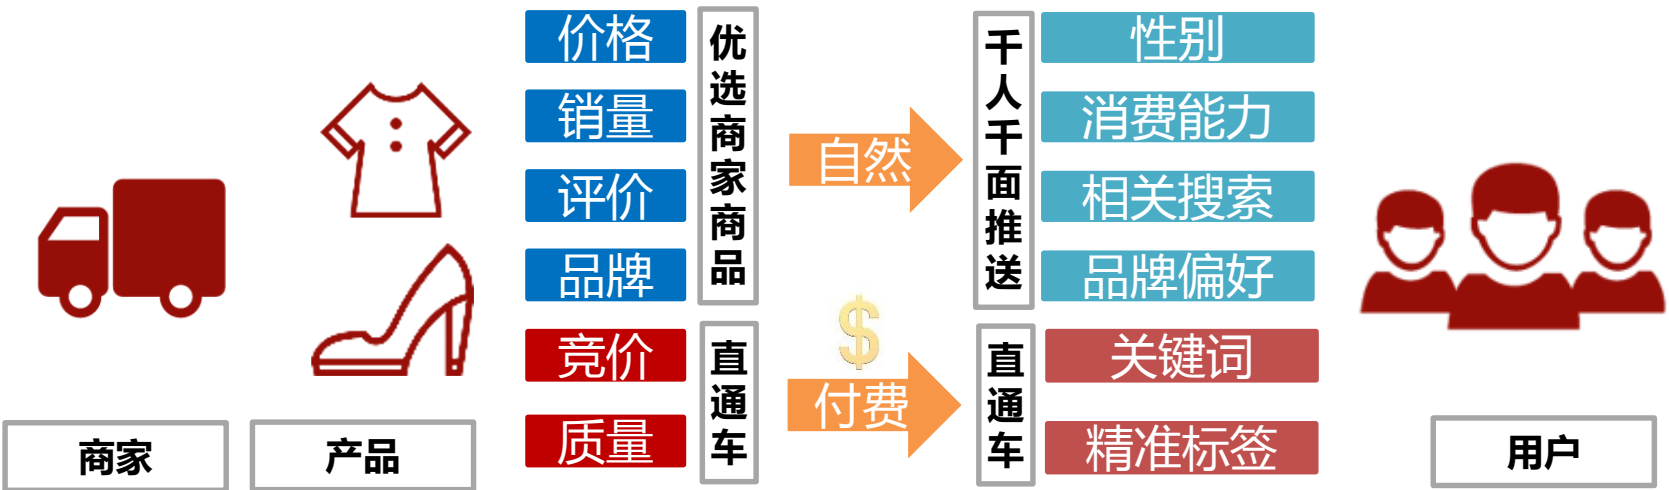 商家
产品
价格
销量
评价
品牌
优选商家商品
竞价
质量
直通车
自然
$
付费
千人千面推送
性别
消费能力
相关搜索
品牌偏好
直通车
关键词
精准标签
用户